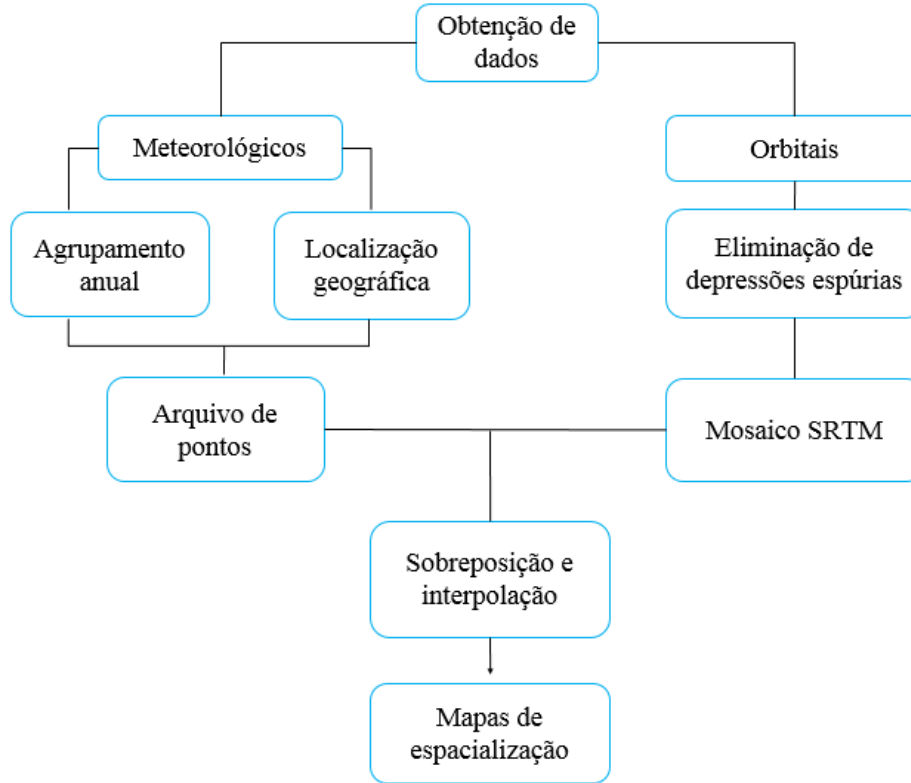 Obtenção de
dados
Meteorológicos
Orbitais
Agrupamento
anual
Localização
geográfica
Eliminação de
depressões espúrias
Arquivo de
pontos
Mosaico SRTM
Sobreposição e
interpolação
Mapas de
espacialização